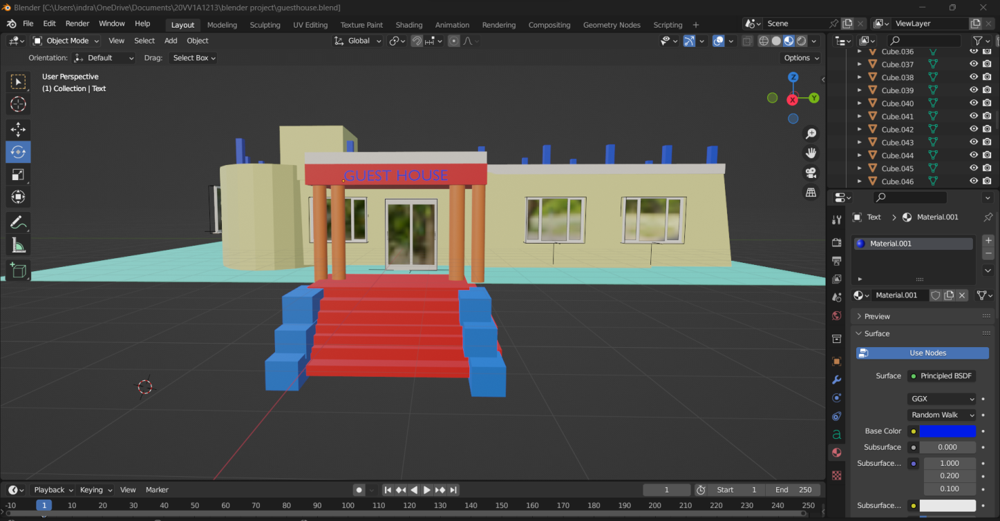 Blender [C:\Users\indra\OneDrive\Documents\20VV1A1213\blender project\guesthouse.blend]
File Edit Render Window Help Layout Modeling Sculpting UV Editing Texture Paint Shading Animation Rendering Compositing Geometry Nodes Scripting + Scene ViewLayer
Object Mode View Select Add Object Global
Orientation: Default Drag: Select Box Options
User Perspective
(1) Collection | Text
Z
X Y
GUEST HOUSE
Cube.036
Cube.037
Cube.038
Cube.039
Cube.040
Cube.041
Cube.042
Cube.043
Cube.044
Cube.045
Cube.046
Text > Material.001
Material.001
Material.001
Preview
Surface
Use Nodes
Surface Principled BSDF
GGX
Random Walk
Base Color
Subsurface 0.000
Subsurface... 1.000
0.200
0.100
Subsurface...
Playback Keying View Marker 1 Start 1 End 250
-10 1 10 20 30 40 50 60 70 80 90 100 110 120 130 140 150 160 170 180 190 200 210 220 230 240 250